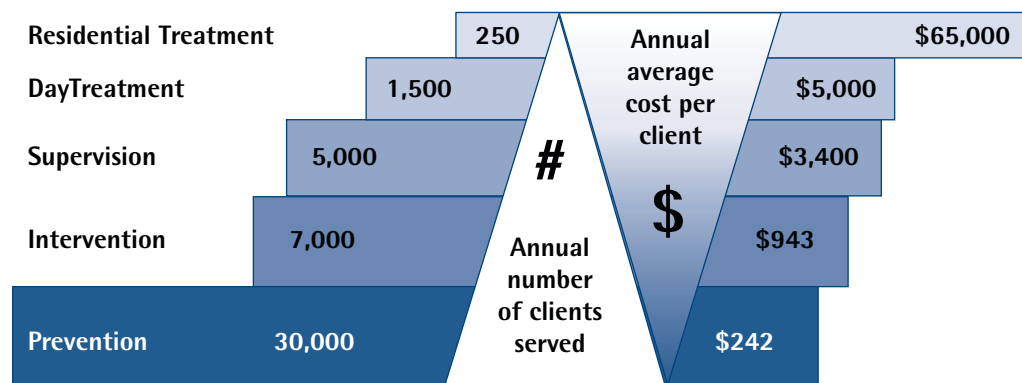 Residential Treatment 250 $65,000
DayTreatment 1,500 $5,000
Supervision 5,000 $3,400
Intervention 7,000 $943
Prevention 30,000 $242
#
Annual
number
of clients
served
Annual
average
cost per
client
$